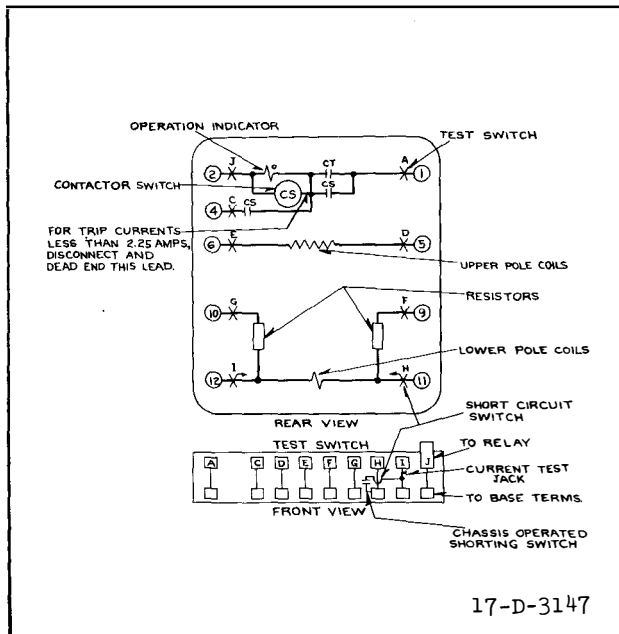 OPERATION INDICATOR
TEST SWITCH
J
CT
A
2
1
CONTACTOR SWITCH
CS
CS
C
CS
4
FOR TRIP CURRENTS
LESS THAN 2.25 AMPS,
DISCONNECT AND
DEAD END THIS LEAD.
E
D
6
5
UPPER POLE COILS
RESISTORS
G
F
10
9
LOWER POLE COILS
I
H
12
11
REAR VIEW
SHORT CIRCUIT
SWITCH
TEST SWITCH
TO RELAY
A
C
D
E
F
G
H
I
J
CURRENT TEST
JACK
TO BASE TERMS.
FRONT VIEW
CHASSIS OPERATED
SHORTING SWITCH
17-D-3147